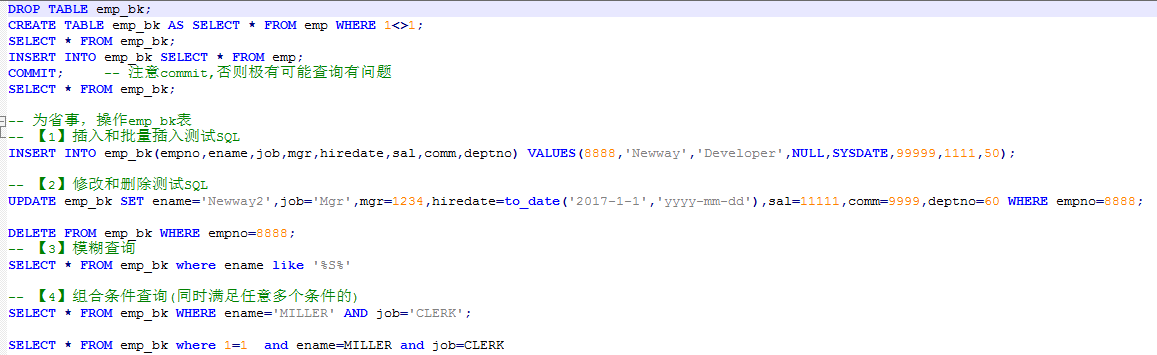 DROP TABLE emp_bk;
CREATE TABLE emp_bk AS SELECT * FROM emp WHERE 1<>1;
SELECT * FROM emp_bk;
INSERT INTO emp_bk SELECT * FROM emp;
COMMIT;     -- 注意commit,否则极有可能查询有问题
SELECT * FROM emp_bk;
-- 为省事，操作emp_bk表
-- 【1】插入和批量插入测试SQL
INSERT INTO emp_bk(empno,ename,job,mgr,hiredate,sal,comm,deptno) VALUES(8888,'Newway','Developer',NULL,SYSDATE,99999,1111,50);
-- 【2】修改和删除测试SQL
UPDATE emp_bk SET ename='Newway2',job='Mgr',mgr=1234,hiredate=to_date('2017-1-1','yyyy-mm-dd'),sal=11111,comm=9999,deptno=60 WHERE empno=8888;
DELETE FROM emp_bk WHERE empno=8888;
-- 【3】模糊查询
SELECT * FROM emp_bk where ename like '%S%'
-- 【4】组合条件查询(同时满足任意多个条件的)
SELECT * FROM emp_bk WHERE ename='MILLER' AND job='CLERK';
SELECT * FROM emp_bk where 1=1  and ename=MILLER and job=CLERK